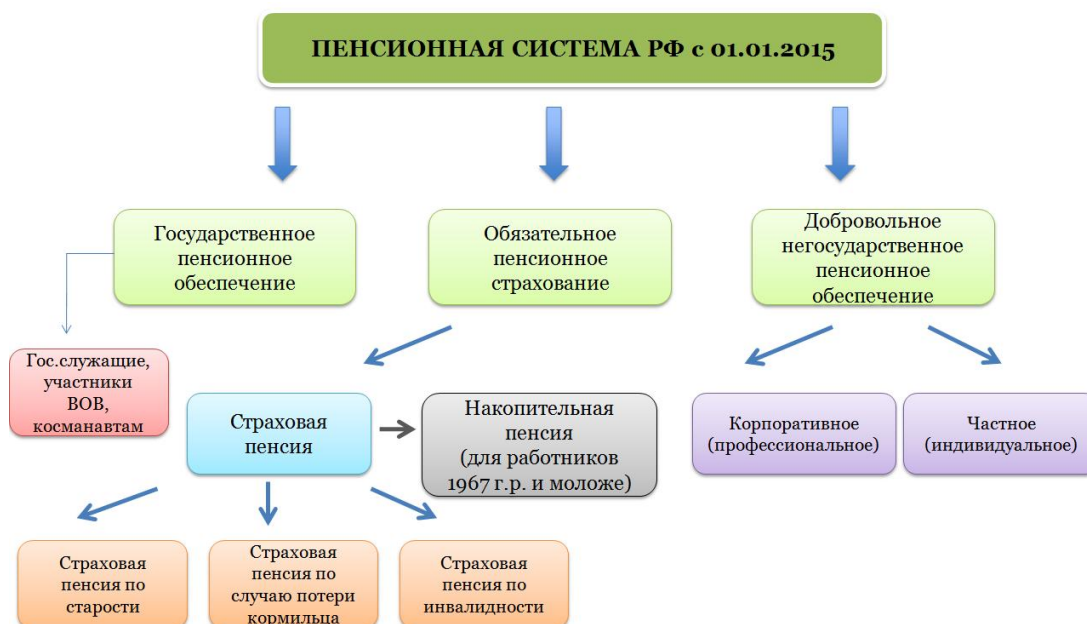 ПЕНСИОННАЯ СИСТЕМА РФ с 01.01.2015
Государственное
пенсионное
обеспечение
Обязательное
пенсионное
страхование
Добровольное
негосударственное
пенсионное
обеспечение
Гос.служащие,
участники
ВОВ,
косманавтам
Страховая
пенсия
Накопительная
пенсия
(для работников
1967 г.р. и моложе)
Корпоративное
(профессиональное)
Частное
(индивидуальное)
Страховая
пенсия по
старости
Страховая
пенсия по
случаю потери
кормильца
Страховая
пенсия по
инвалидности